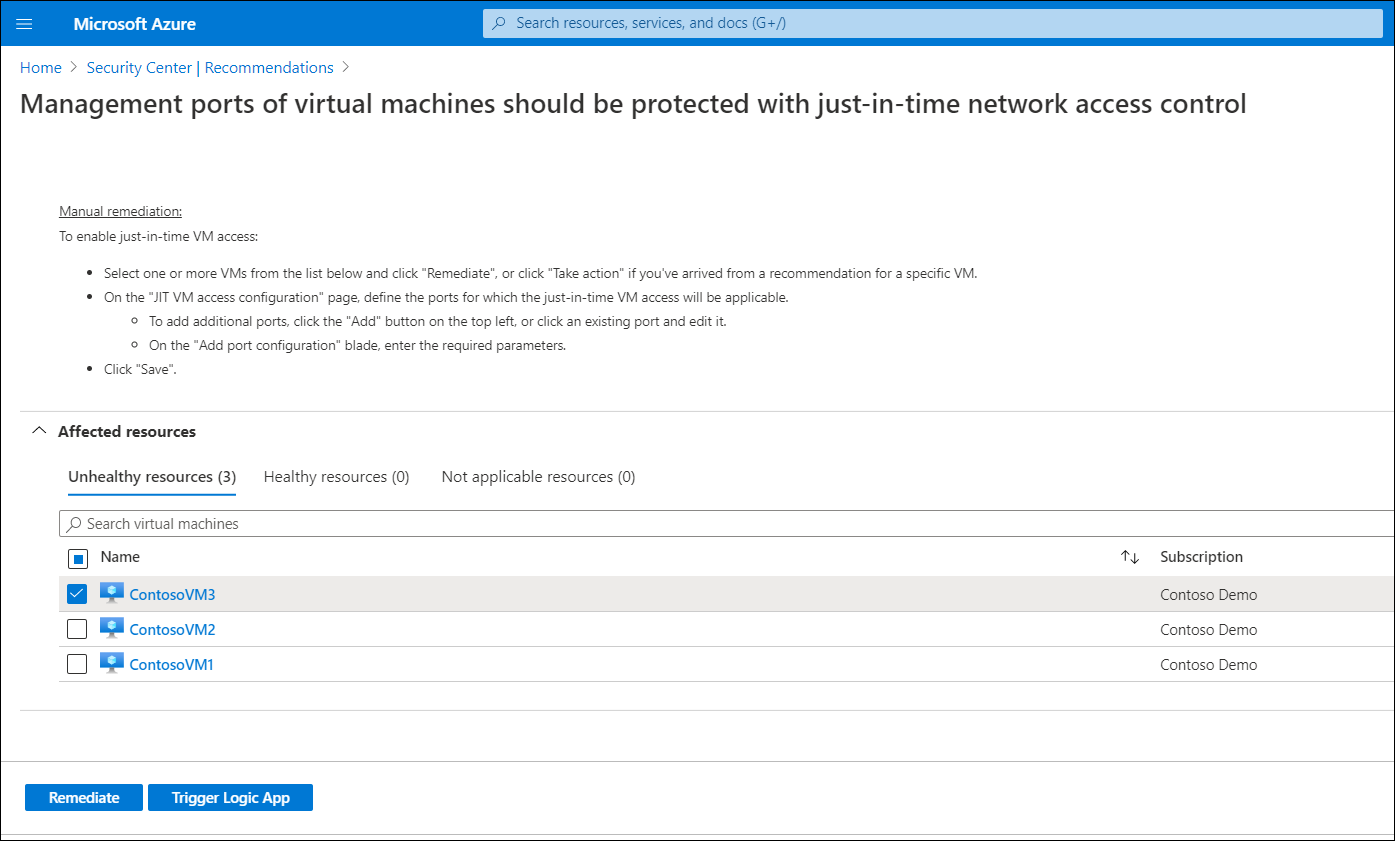 Microsoft Azure
Search resources, services, and docs (G+/)
Home > Security Center | Recommendations >
Management ports of virtual machines should be protected with just-in-time network access control
Manual remediation:
To enable just-in-time VM access:
• Select one or more VMs from the list below and click "Remediate", or click "Take action" if you've arrived from a recommendation for a specific VM.
• On the "JIT VM access configuration" page, define the ports for which the just-in-time VM access will be applicable.
○ To add additional ports, click the "Add" button on the top left, or click an existing port and edit it.
○ On the "Add port configuration" blade, enter the required parameters.
• Click "Save".
Affected resources
Unhealthy resources (3) Healthy resources (0) Not applicable resources (0)
Search virtual machines
Name Subscription
ContosoVM3 Contoso Demo
ContosoVM2 Contoso Demo
ContosoVM1 Contoso Demo
Remediate Trigger Logic App